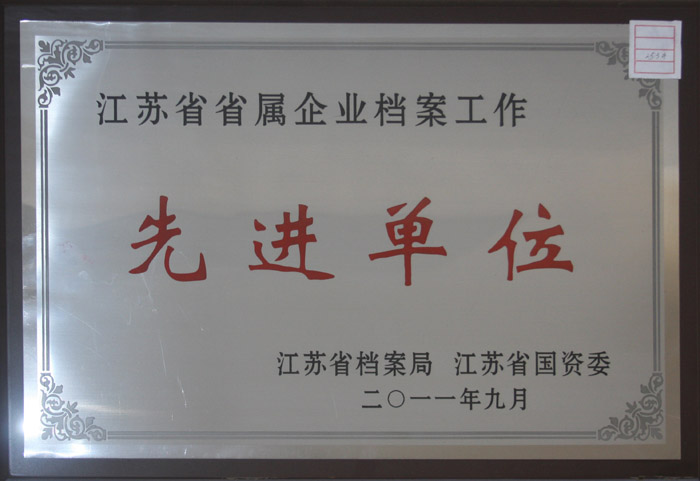 江苏省省属企业档案工作
先进单位
江苏省档案局 江苏省国资委
二〇一一年九月